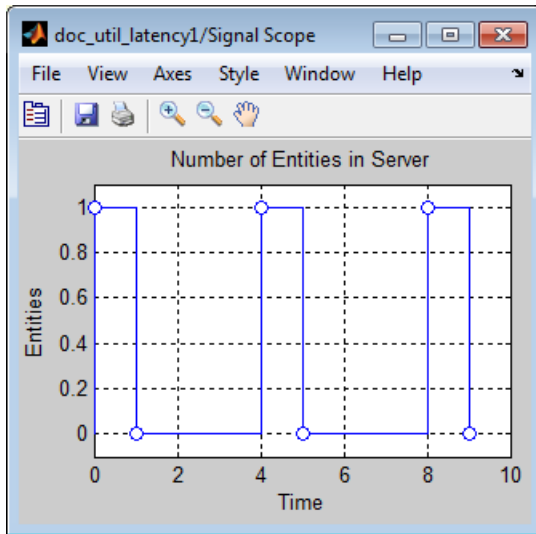 doc_util_latency1/Signal Scope
File View Axes Style Window Help
Number of Entities in Server
1
0.8
0.6
0.4
0.2
0
Entities
0 2 4 6 8 10
Time